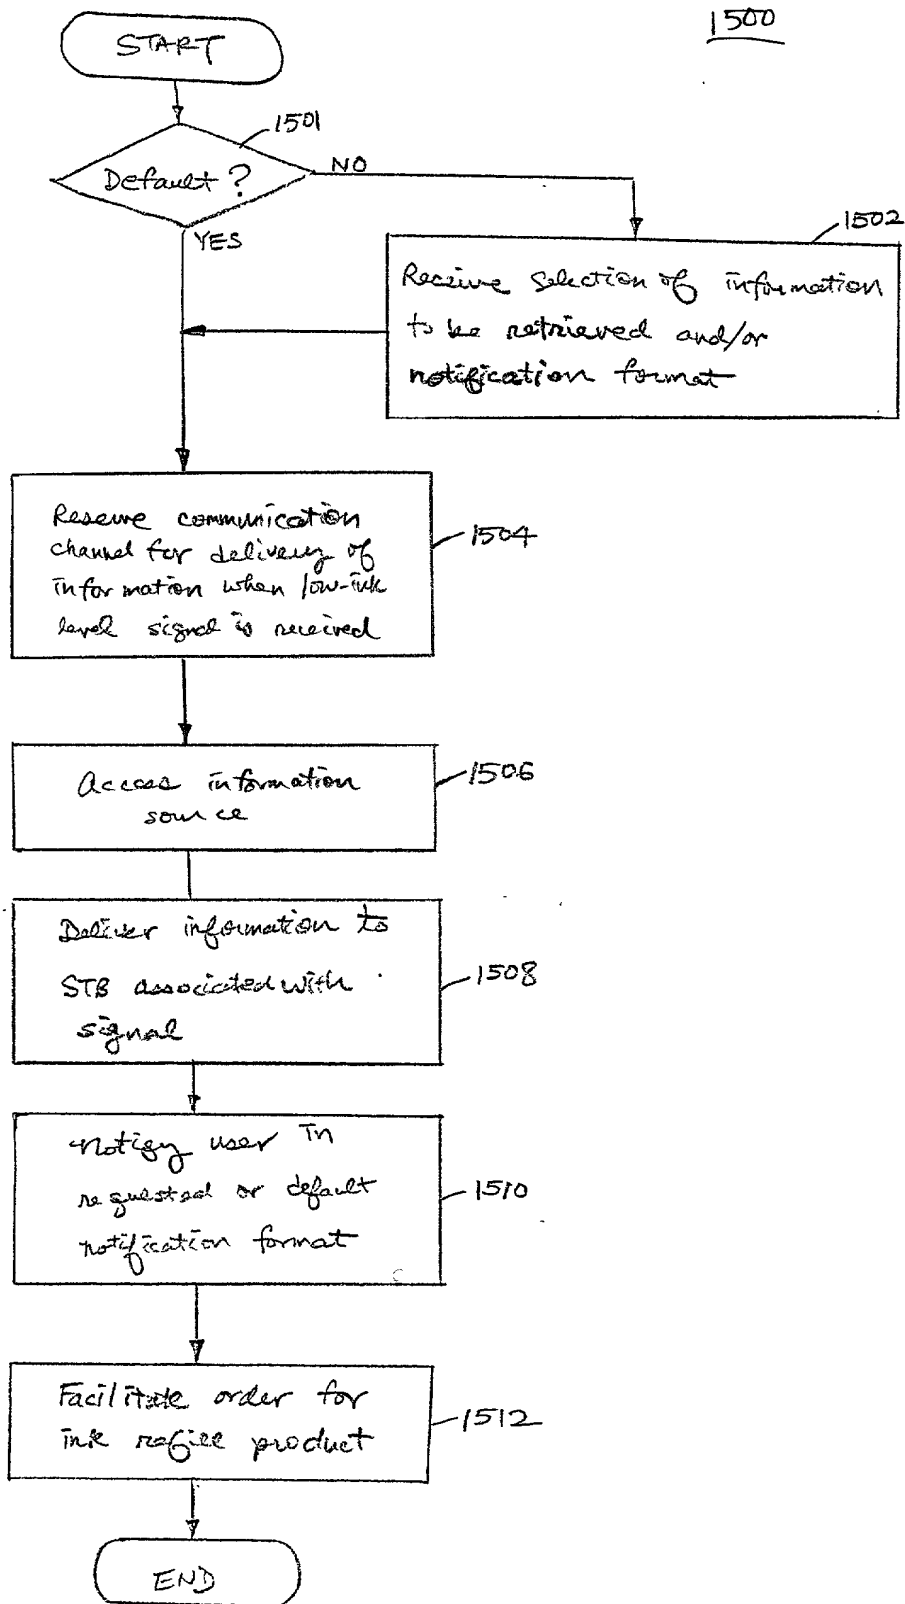 1500
START
1501
Default?
NO
YES
1502
Receive selection of information
to be retrieved and/or
notification format
Reserve communication
channel for delivery of
information when low-ink
level signal is received
1504
Access information
source
1506
Deliver information to
STB associated with
signal
1508
Notify user in
requested or default
notification format
1510
Facilitate order for
ink refill product
1512
END